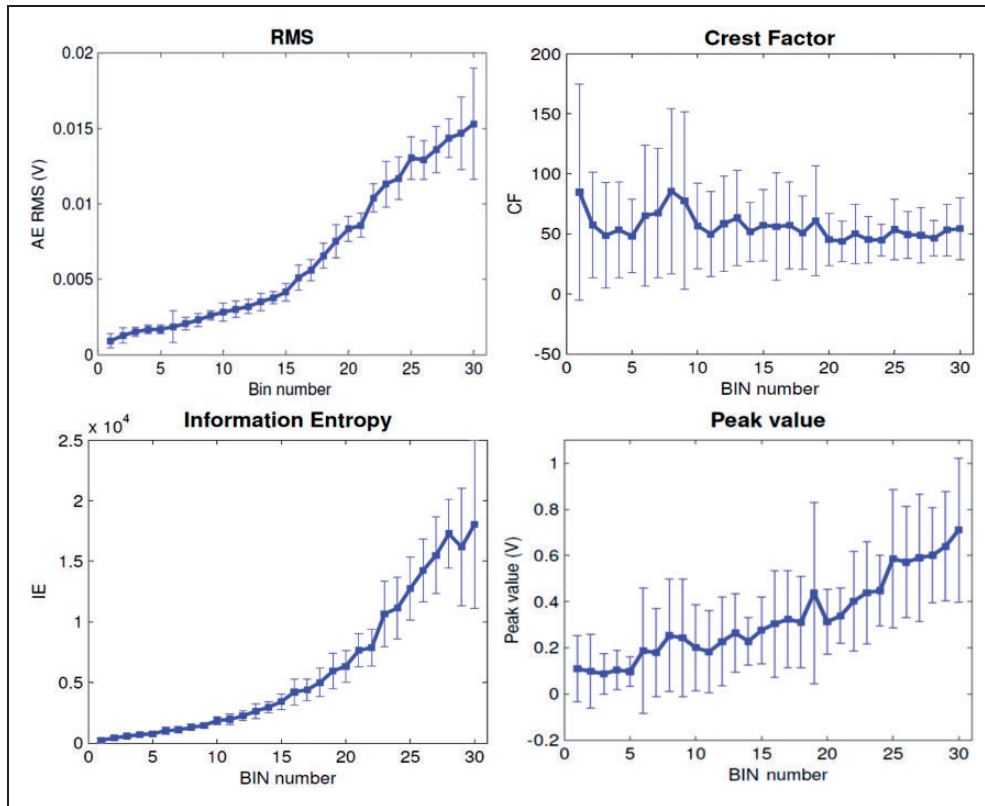 RMS
0.02
0.015
0.01
0.005
0
AE RMS (V)
0 5 10 15 20 25 30
Bin number
Crest Factor
200
150
100
50
0
-50
CF
0 5 10 15 20 25 30
BIN number
Information Entropy
x 10^4
2.5
2
1.5
1
0.5
0
IE
0 5 10 15 20 25 30
BIN number
Peak value
1
0.8
0.6
0.4
0.2
0
-0.2
Peak value (V)
0 5 10 15 20 25 30
BIN number